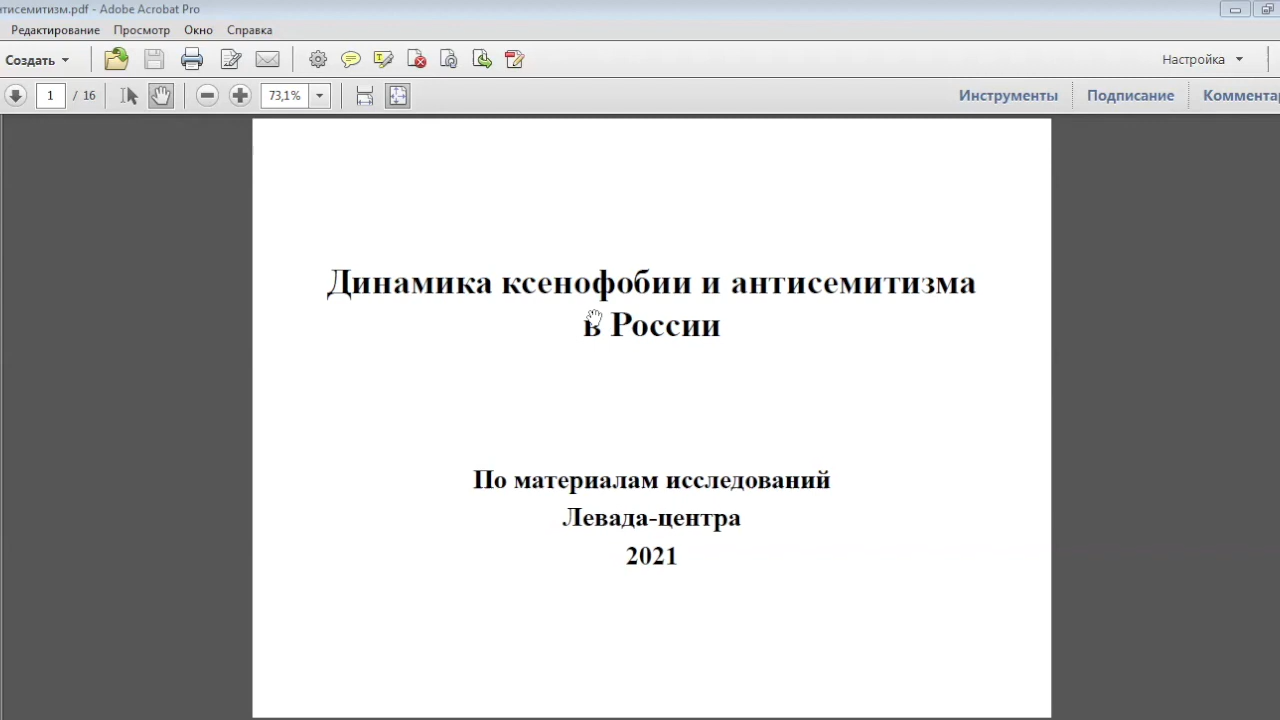 тисемитизм.pdf - Adobe Acrobat Pro
Редактирование Просмотр Окно Справка
Создать Настройка
1 / 16 73,1% Инструменты Подписание
Динамика ксенофобии и антисемитизма
в России
По материалам исследований
Левада-центра
2021